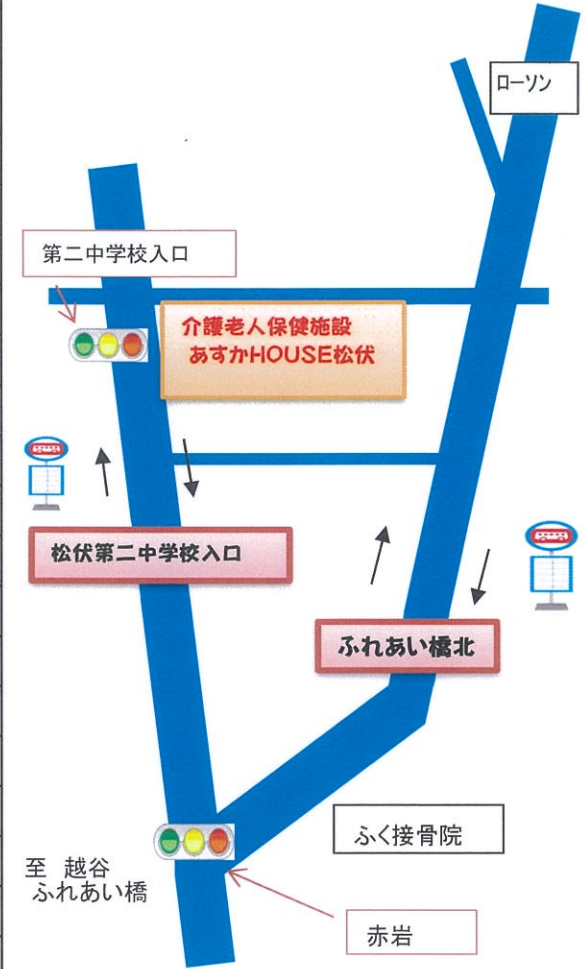 ローソン
第二中学校入口
介護老人保健施設
あすかHOUSE松伏
松伏第二中学校入口
ふれあい橋北
ふく接骨院
至 越谷
ふれあい橋
赤岩